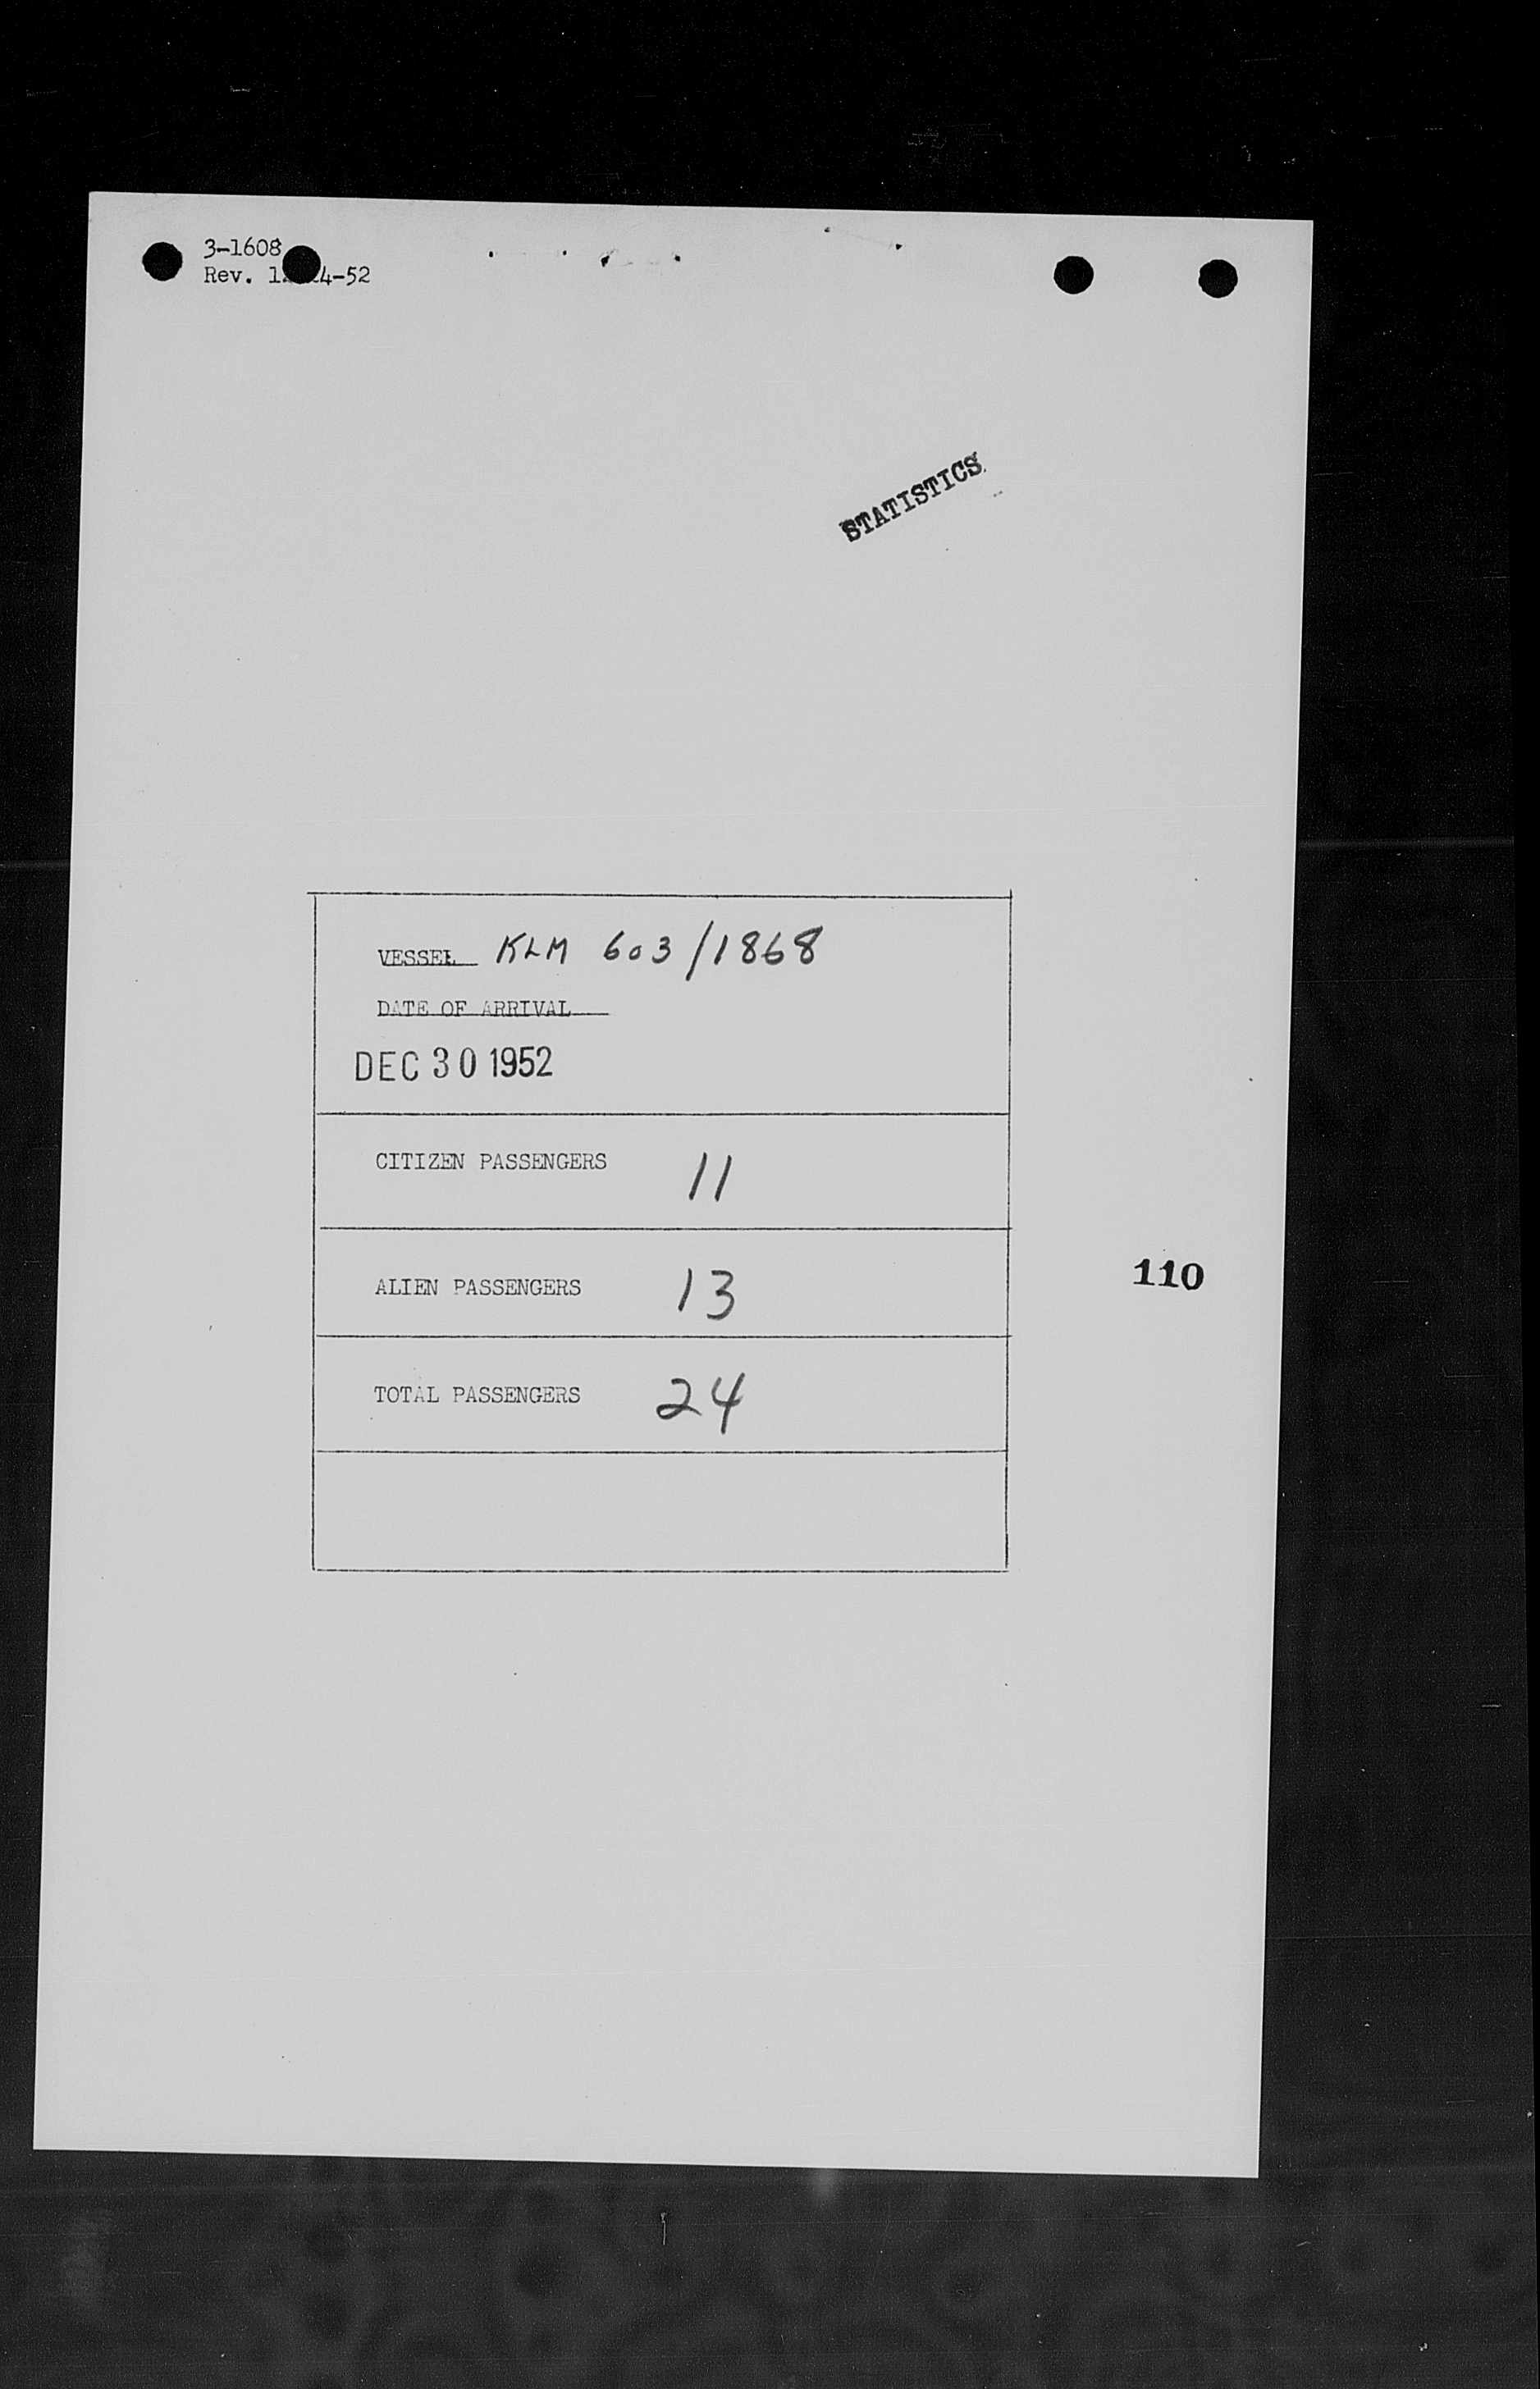 3-1608
Rev. 4-52
STATISTICS
VESSEL KLM 603/1868
DATE OF ARRIVAL
DEC 30 1952
CITIZEN PASSENGERS 11
ALIEN PASSENGERS 13
110
TOTAL PASSENGERS 24